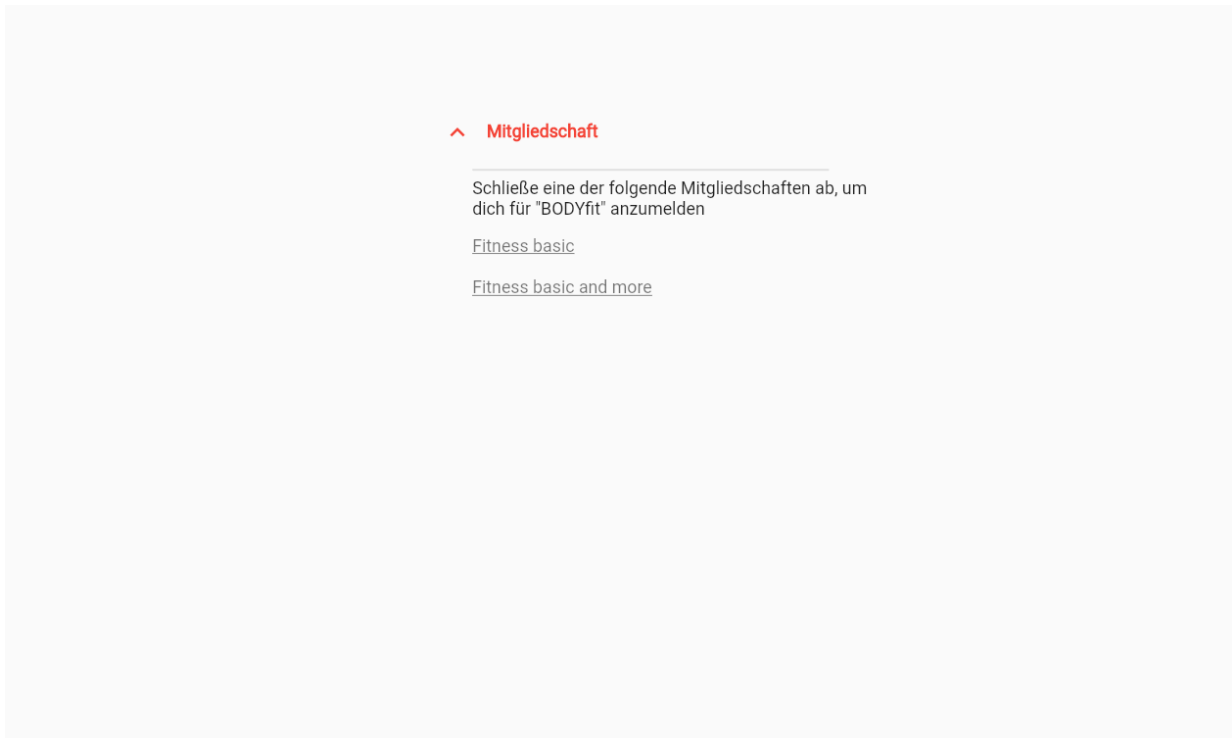 Mitgliedschaft
Schließe eine der folgende Mitgliedschaften ab, um
dich für "BODYfit" anzumelden
Fitness basic
Fitness basic and more